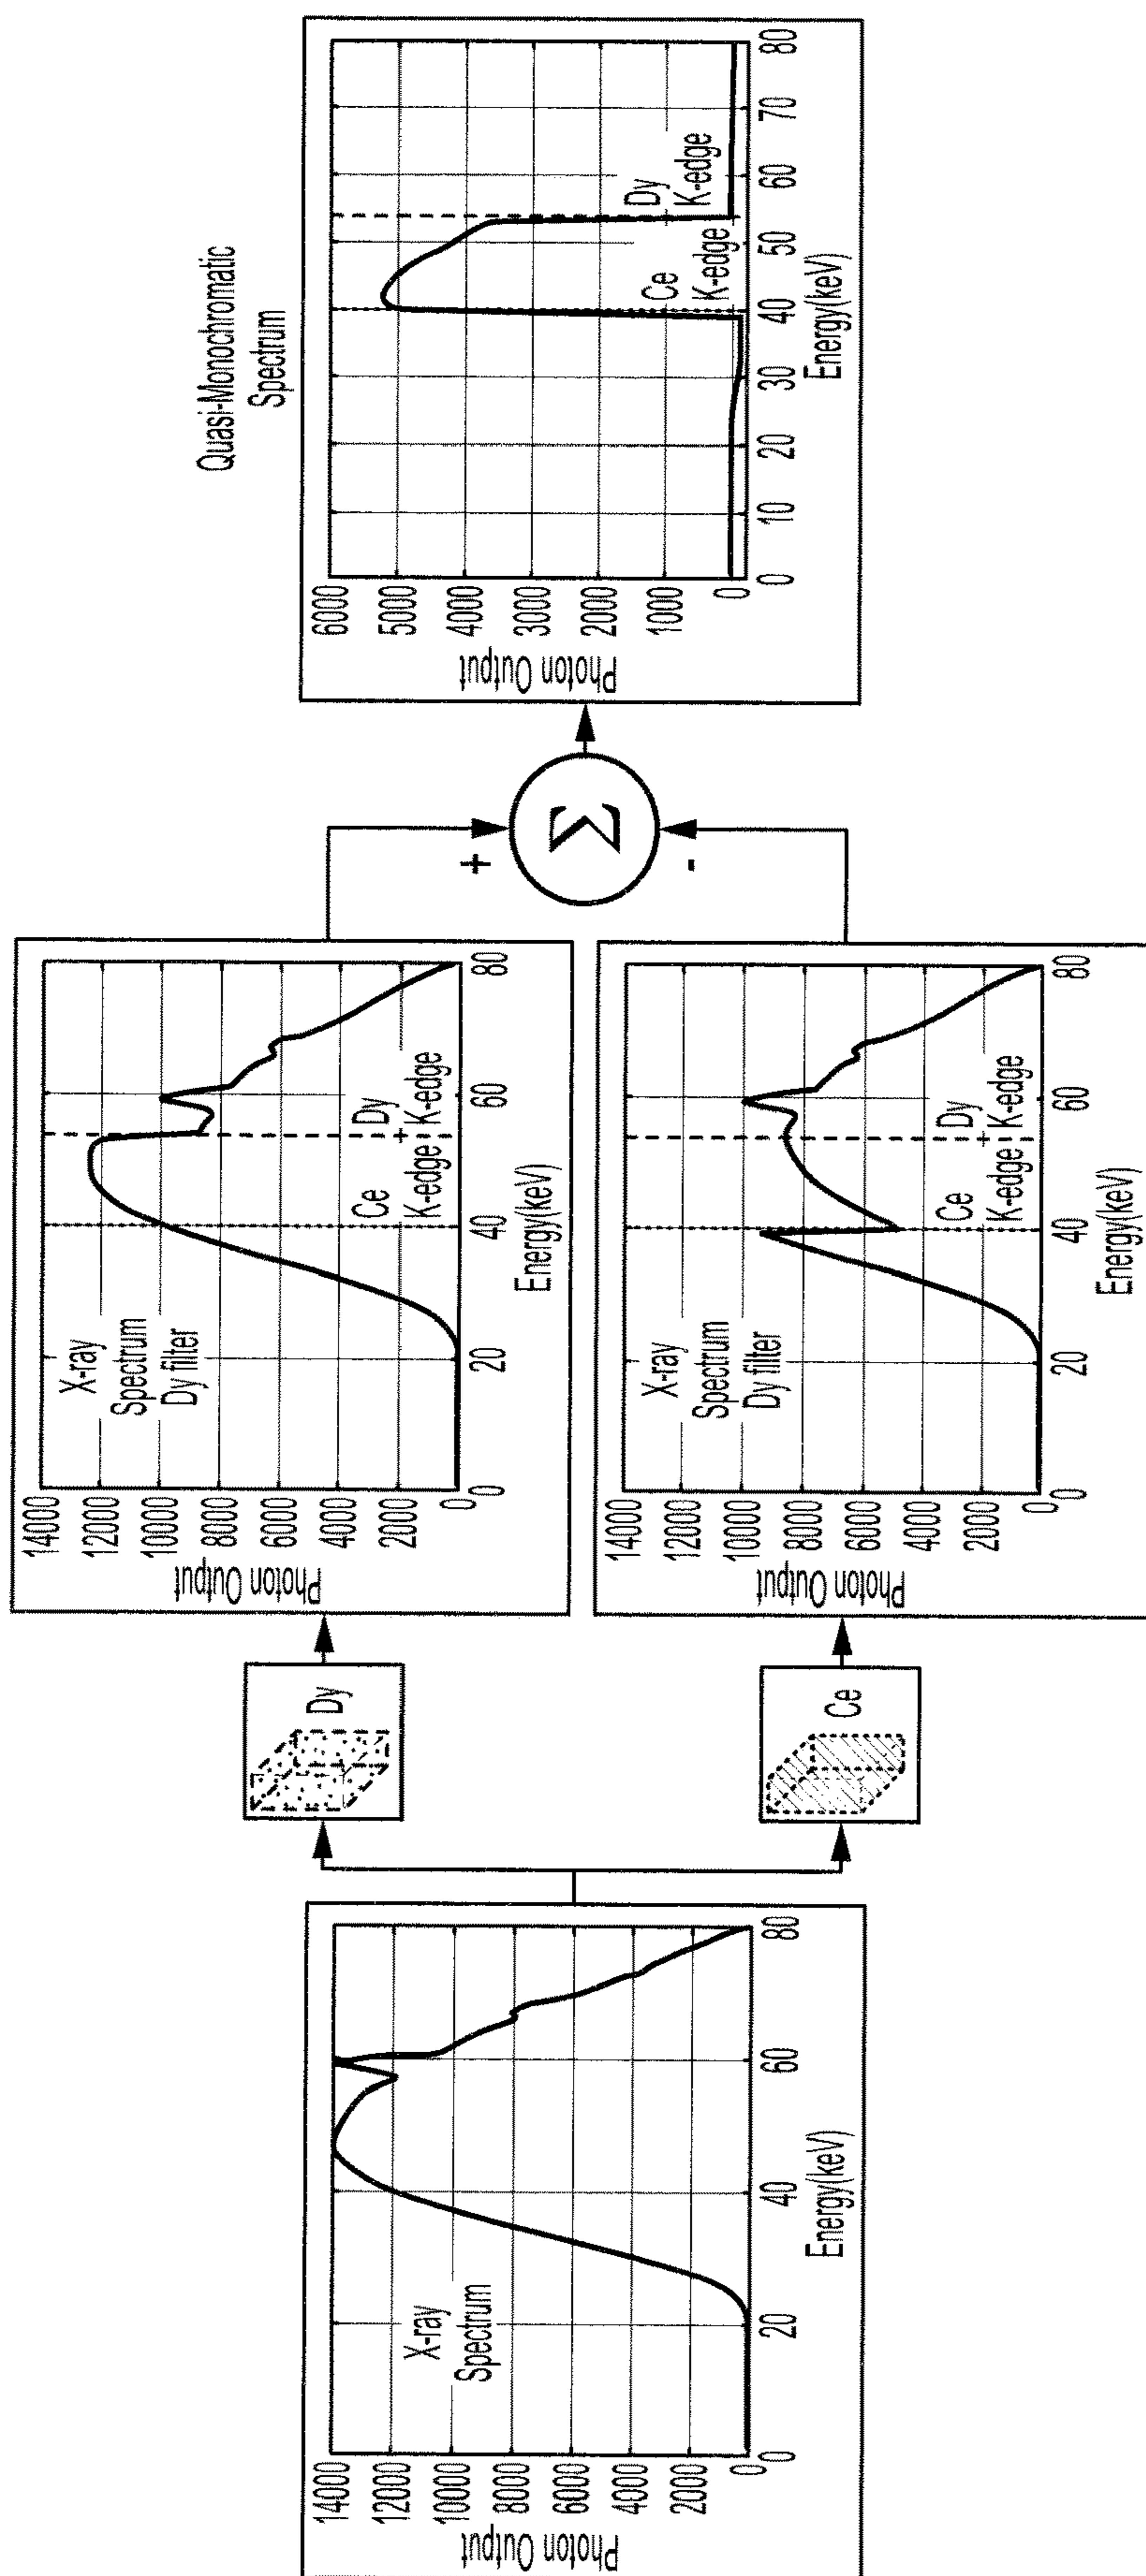 X-ray
Spectrum
Photon Output
14000
12000
10000
8000
6000
4000
2000
0
0
20
40
60
80
Energy(keV)
Dy
Ce
X-ray
Spectrum
Dy filter
Photon Output
14000
12000
10000
8000
6000
4000
2000
0
Ce
K-edge
Dy
K-edge
0
20
40
60
80
Energy(keV)
X-ray
Spectrum
Dy filter
Photon Output
14000
12000
10000
8000
6000
4000
2000
0
Ce
K-edge
Dy
K-edge
0
20
40
60
80
Energy(keV)
+
Σ
-
Quasi-Monochromatic
Spectrum
Photon Output
6000
5000
4000
3000
2000
1000
0
Ce
K-edge
Dy
K-edge
0
10
20
30
40
50
60
70
80
Energy(keV)